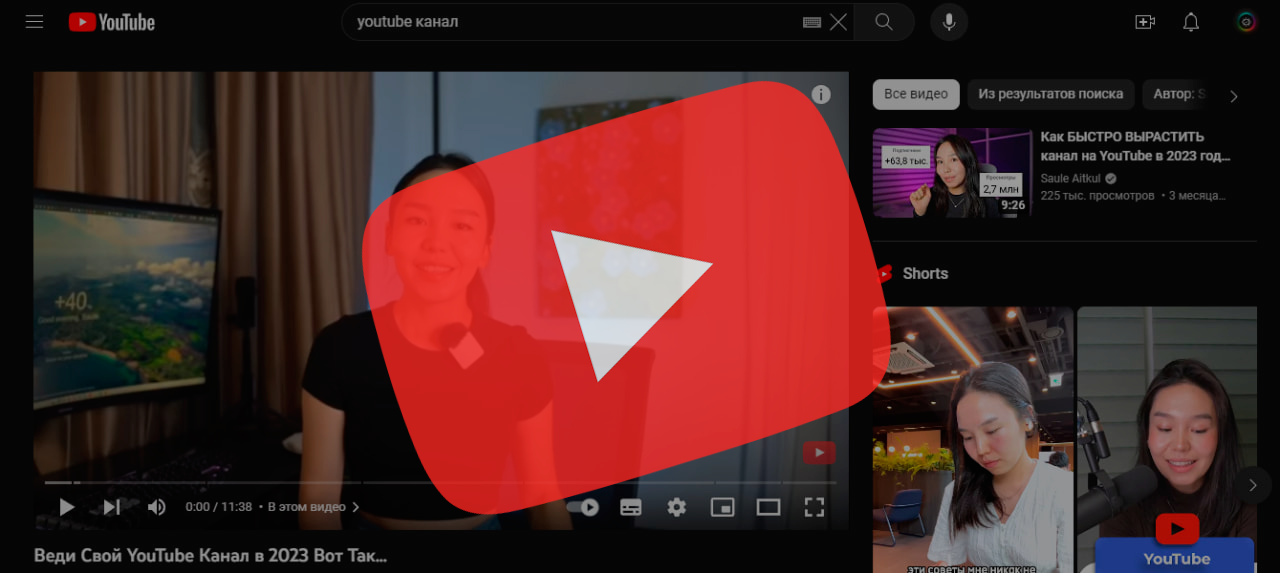 YouTube
youtube канал
Все видео
Из результатов поиска
Автор:
Подписчики
+63,8 тыс.
Просмотры
2,7 млн
9:26
Как БЫСТРО ВЫРАСТИТЬ
канал на YouTube в 2023 год...
Saule Aitkul
225 тыс. просмотров • 3 месяца...
Shorts
+40.
0:00 / 11:38 • В этом видео
Веди Свой YouTube Канал в 2023 Вот Так...
эти советы мне никак не
YouTube